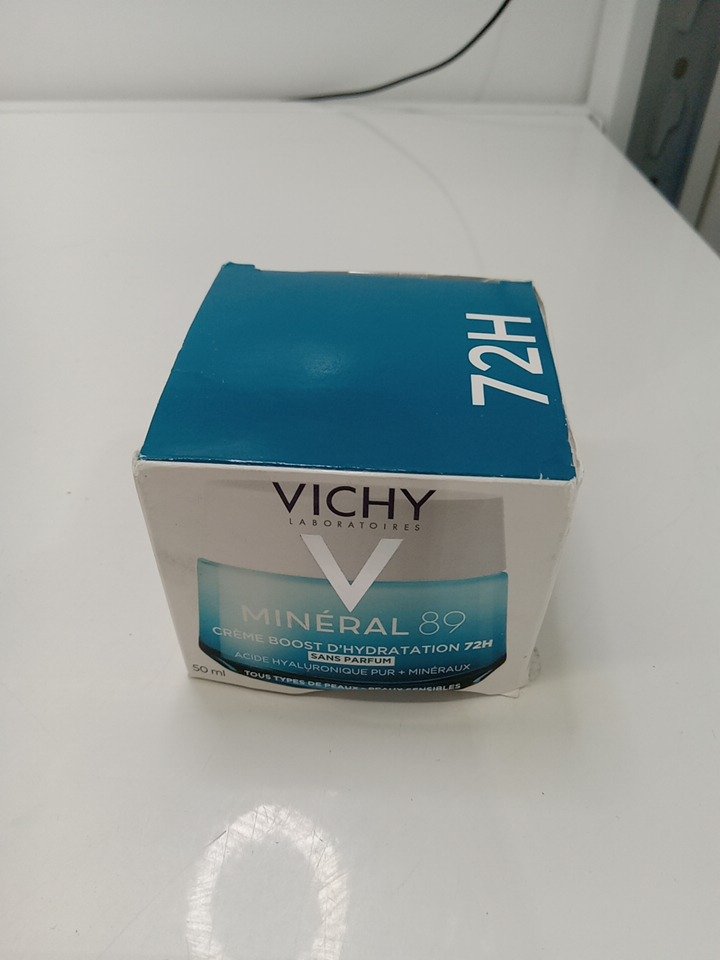 72H
VICHY
LABORATOIRES
V
MINÉRAL 89
CRÈME BOOST D'HYDRATATION 72H
SANS PARFUM
ACIDE HYALURONIQUE PUR + MINÉRAUX
50 ml
TOUS TYPES DE PEAUX - PEAUX SENSIBLES